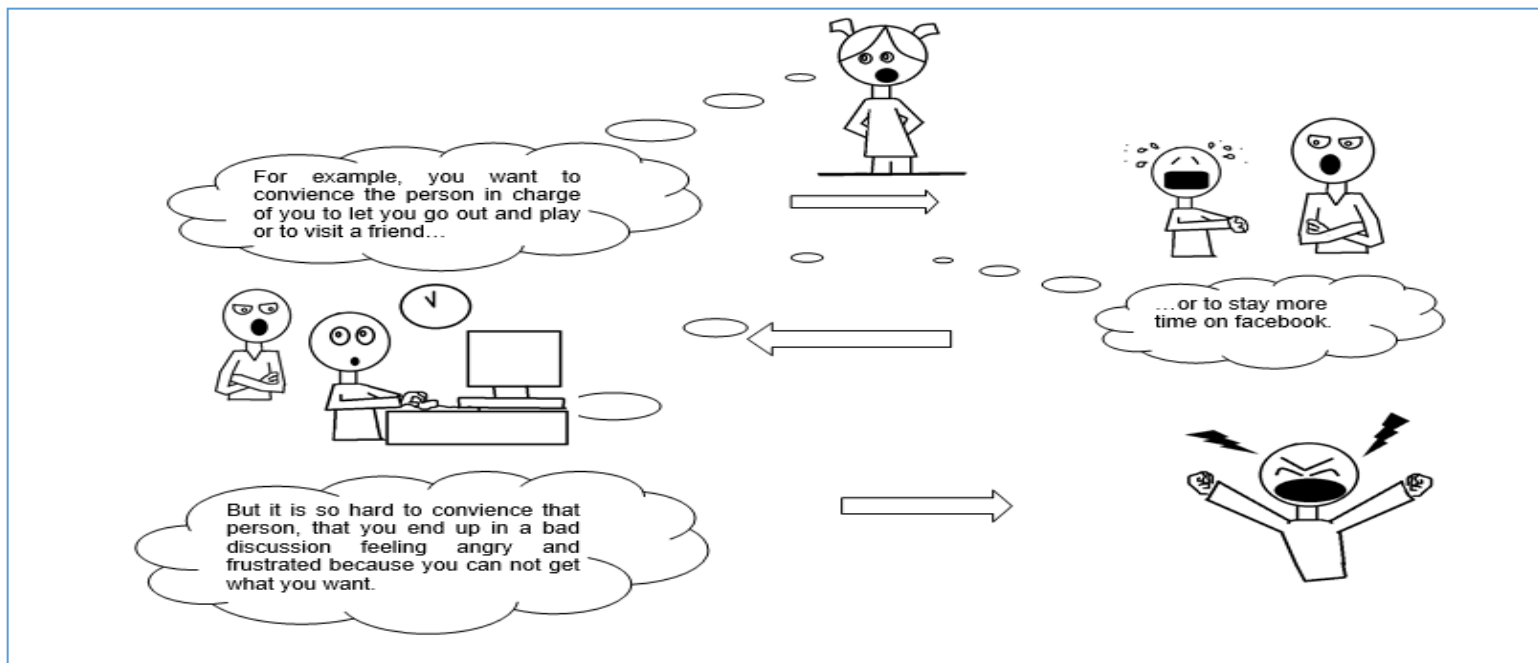 For example, you want to
convience the person in charge
of you to let you go out and play
or to visit a friend…
…or to stay more
time on facebook.
But it is so hard to convience that
person, that you end up in a bad
discussion feeling angry and
frustrated because you can not get
what you want.